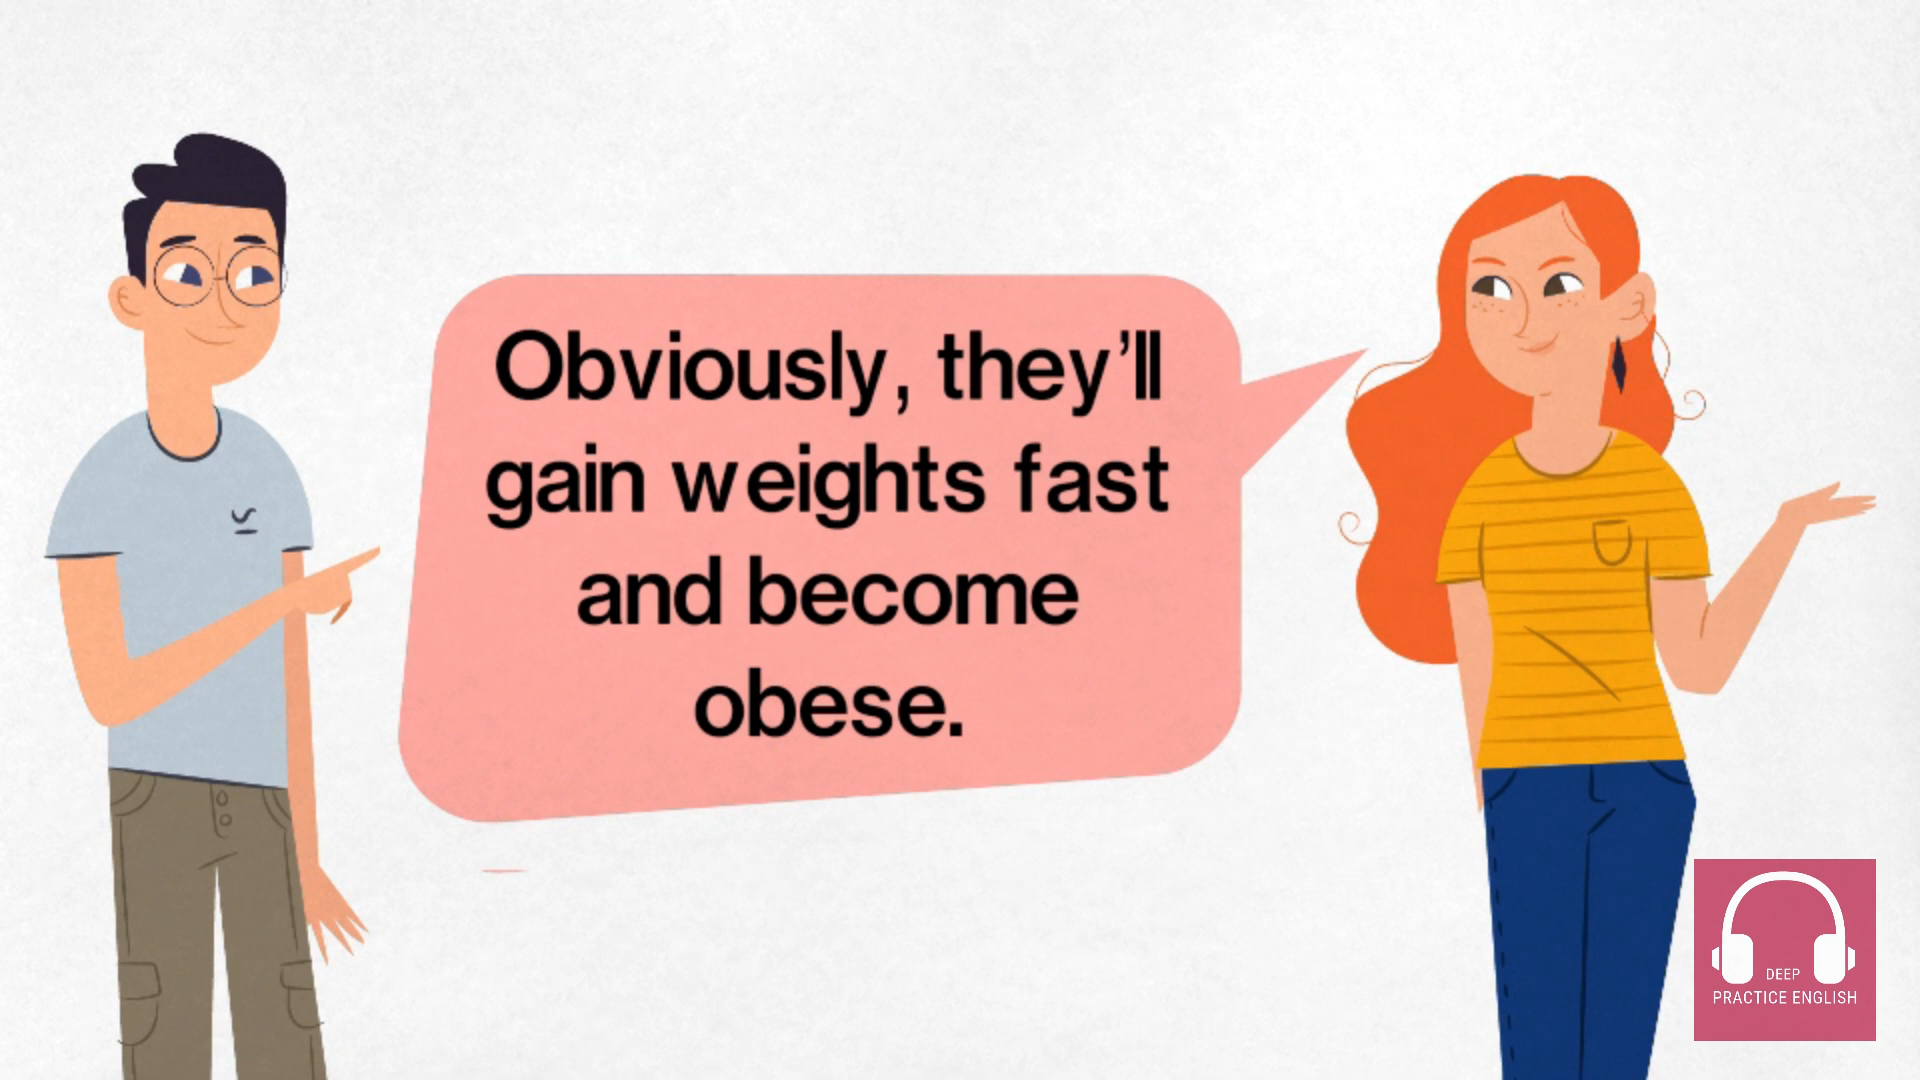 Obviously, they’ll
gain weights fast
and become
obese.
DEEP
PRACTICE ENGLISH